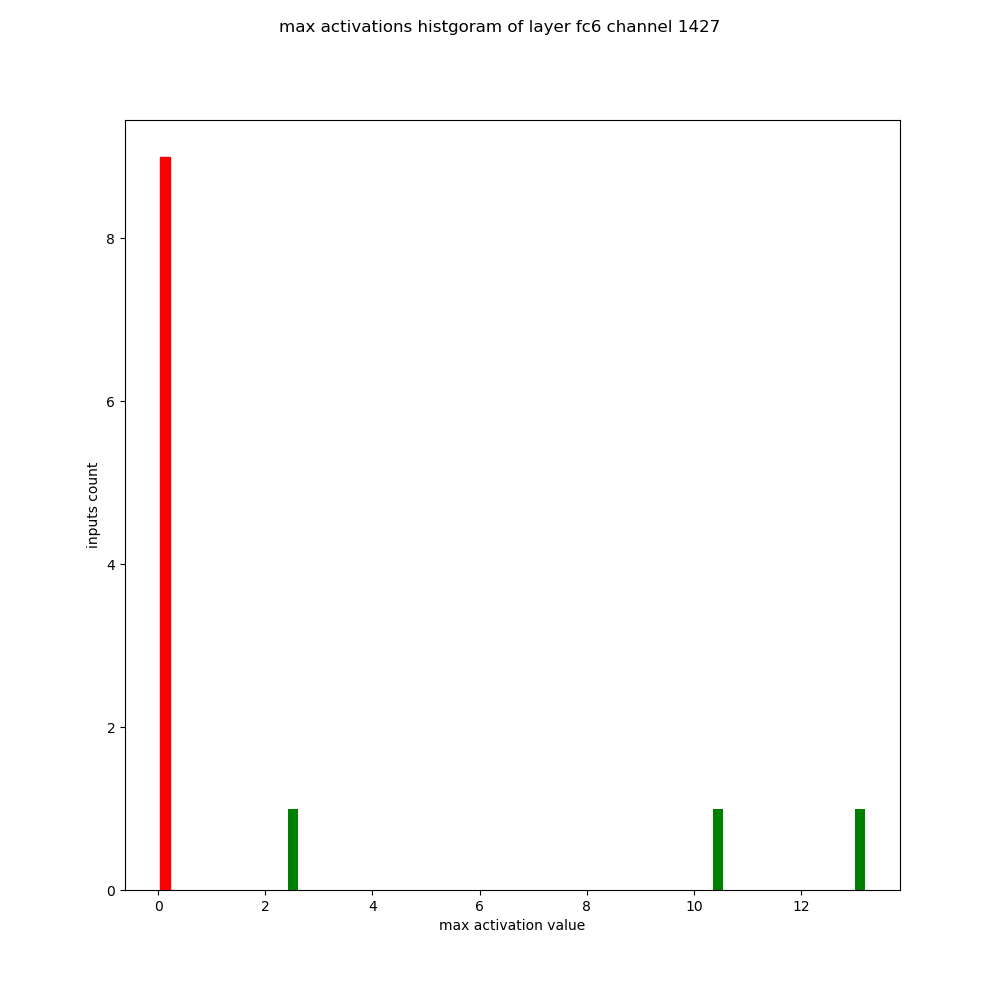 max activations histgoram of layer fc6 channel 1427
8
6
4
2
0
inputs count
0 2 4 6 8 10 12
max activation value